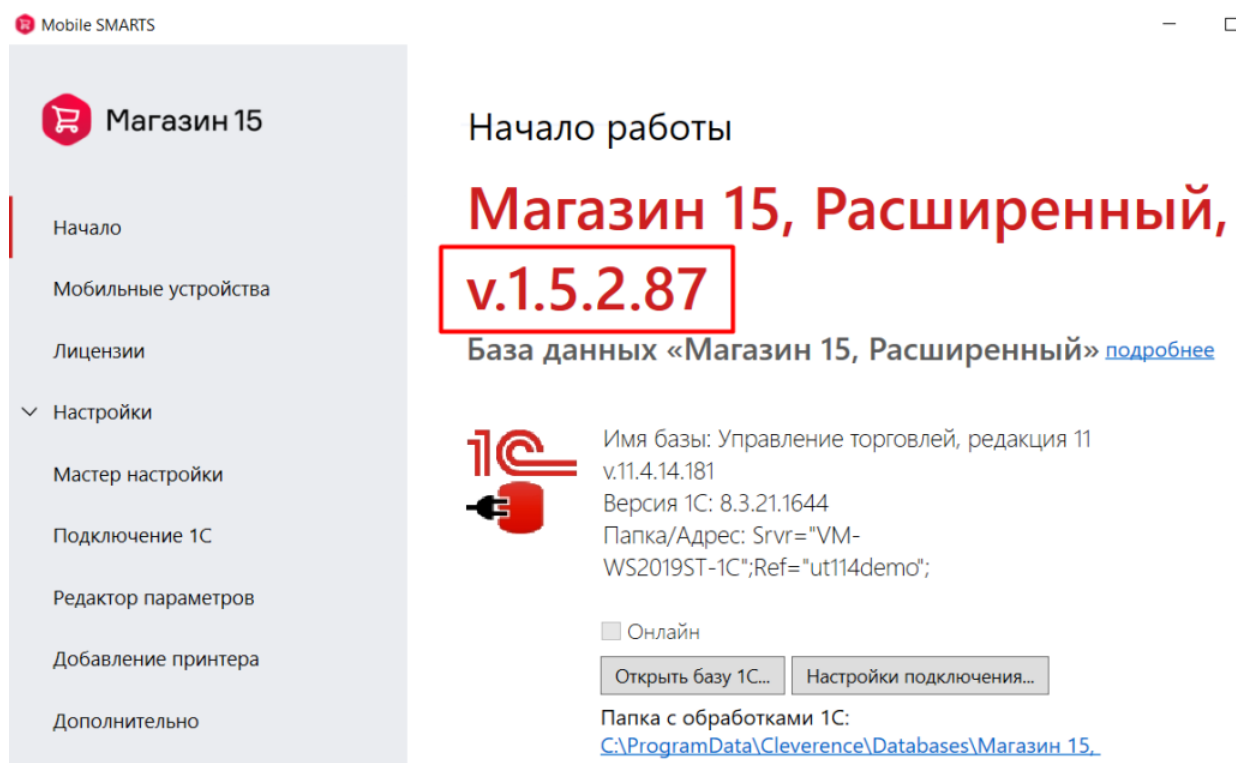 Mobile SMARTS
Магазин 15
Начало
Мобильные устройства
Лицензии
Настройки
Мастер настройки
Подключение 1С
Редактор параметров
Добавление принтера
Дополнительно
Начало работы
Магазин 15, Расширенный,
v.1.5.2.87
База данных «Магазин 15, Расширенный» подробнее
1С
Имя базы: Управление торговлей, редакция 11
v.11.4.14.181
Версия 1С: 8.3.21.1644
Папка/Адрес: Srvr="VM-
WS2019ST-1C";Ref="ut114demo";
Онлайн
Открыть базу 1С... Настройки подключения...
Папка с обработками 1С:
C:\ProgramData\Cleverence\Databases\Магазин 15,